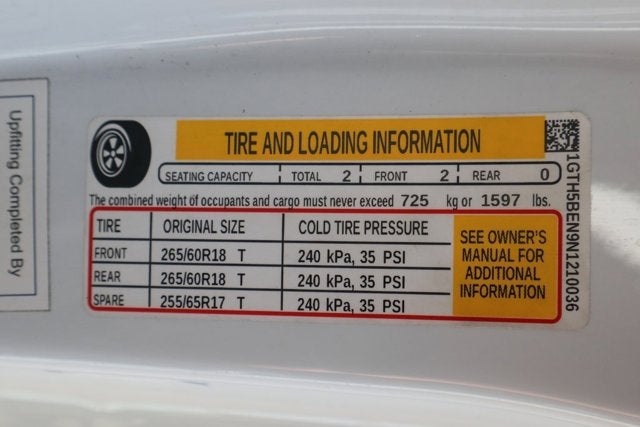 Upfitting Completed By
TIRE AND LOADING INFORMATION
SEATING CAPACITY TOTAL 2 FRONT 2 REAR 0
The combined weight of occupants and cargo must never exceed 725 kg or 1597 lbs.
TIRE ORIGINAL SIZE COLD TIRE PRESSURE
FRONT 265/60R18 T 240 kPa, 35 PSI
REAR 265/60R18 T 240 kPa, 35 PSI
SPARE 255/65R17 T 240 kPa, 35 PSI
SEE OWNER'S
MANUAL FOR
ADDITIONAL
INFORMATION
1GTH5BEN9N1210036